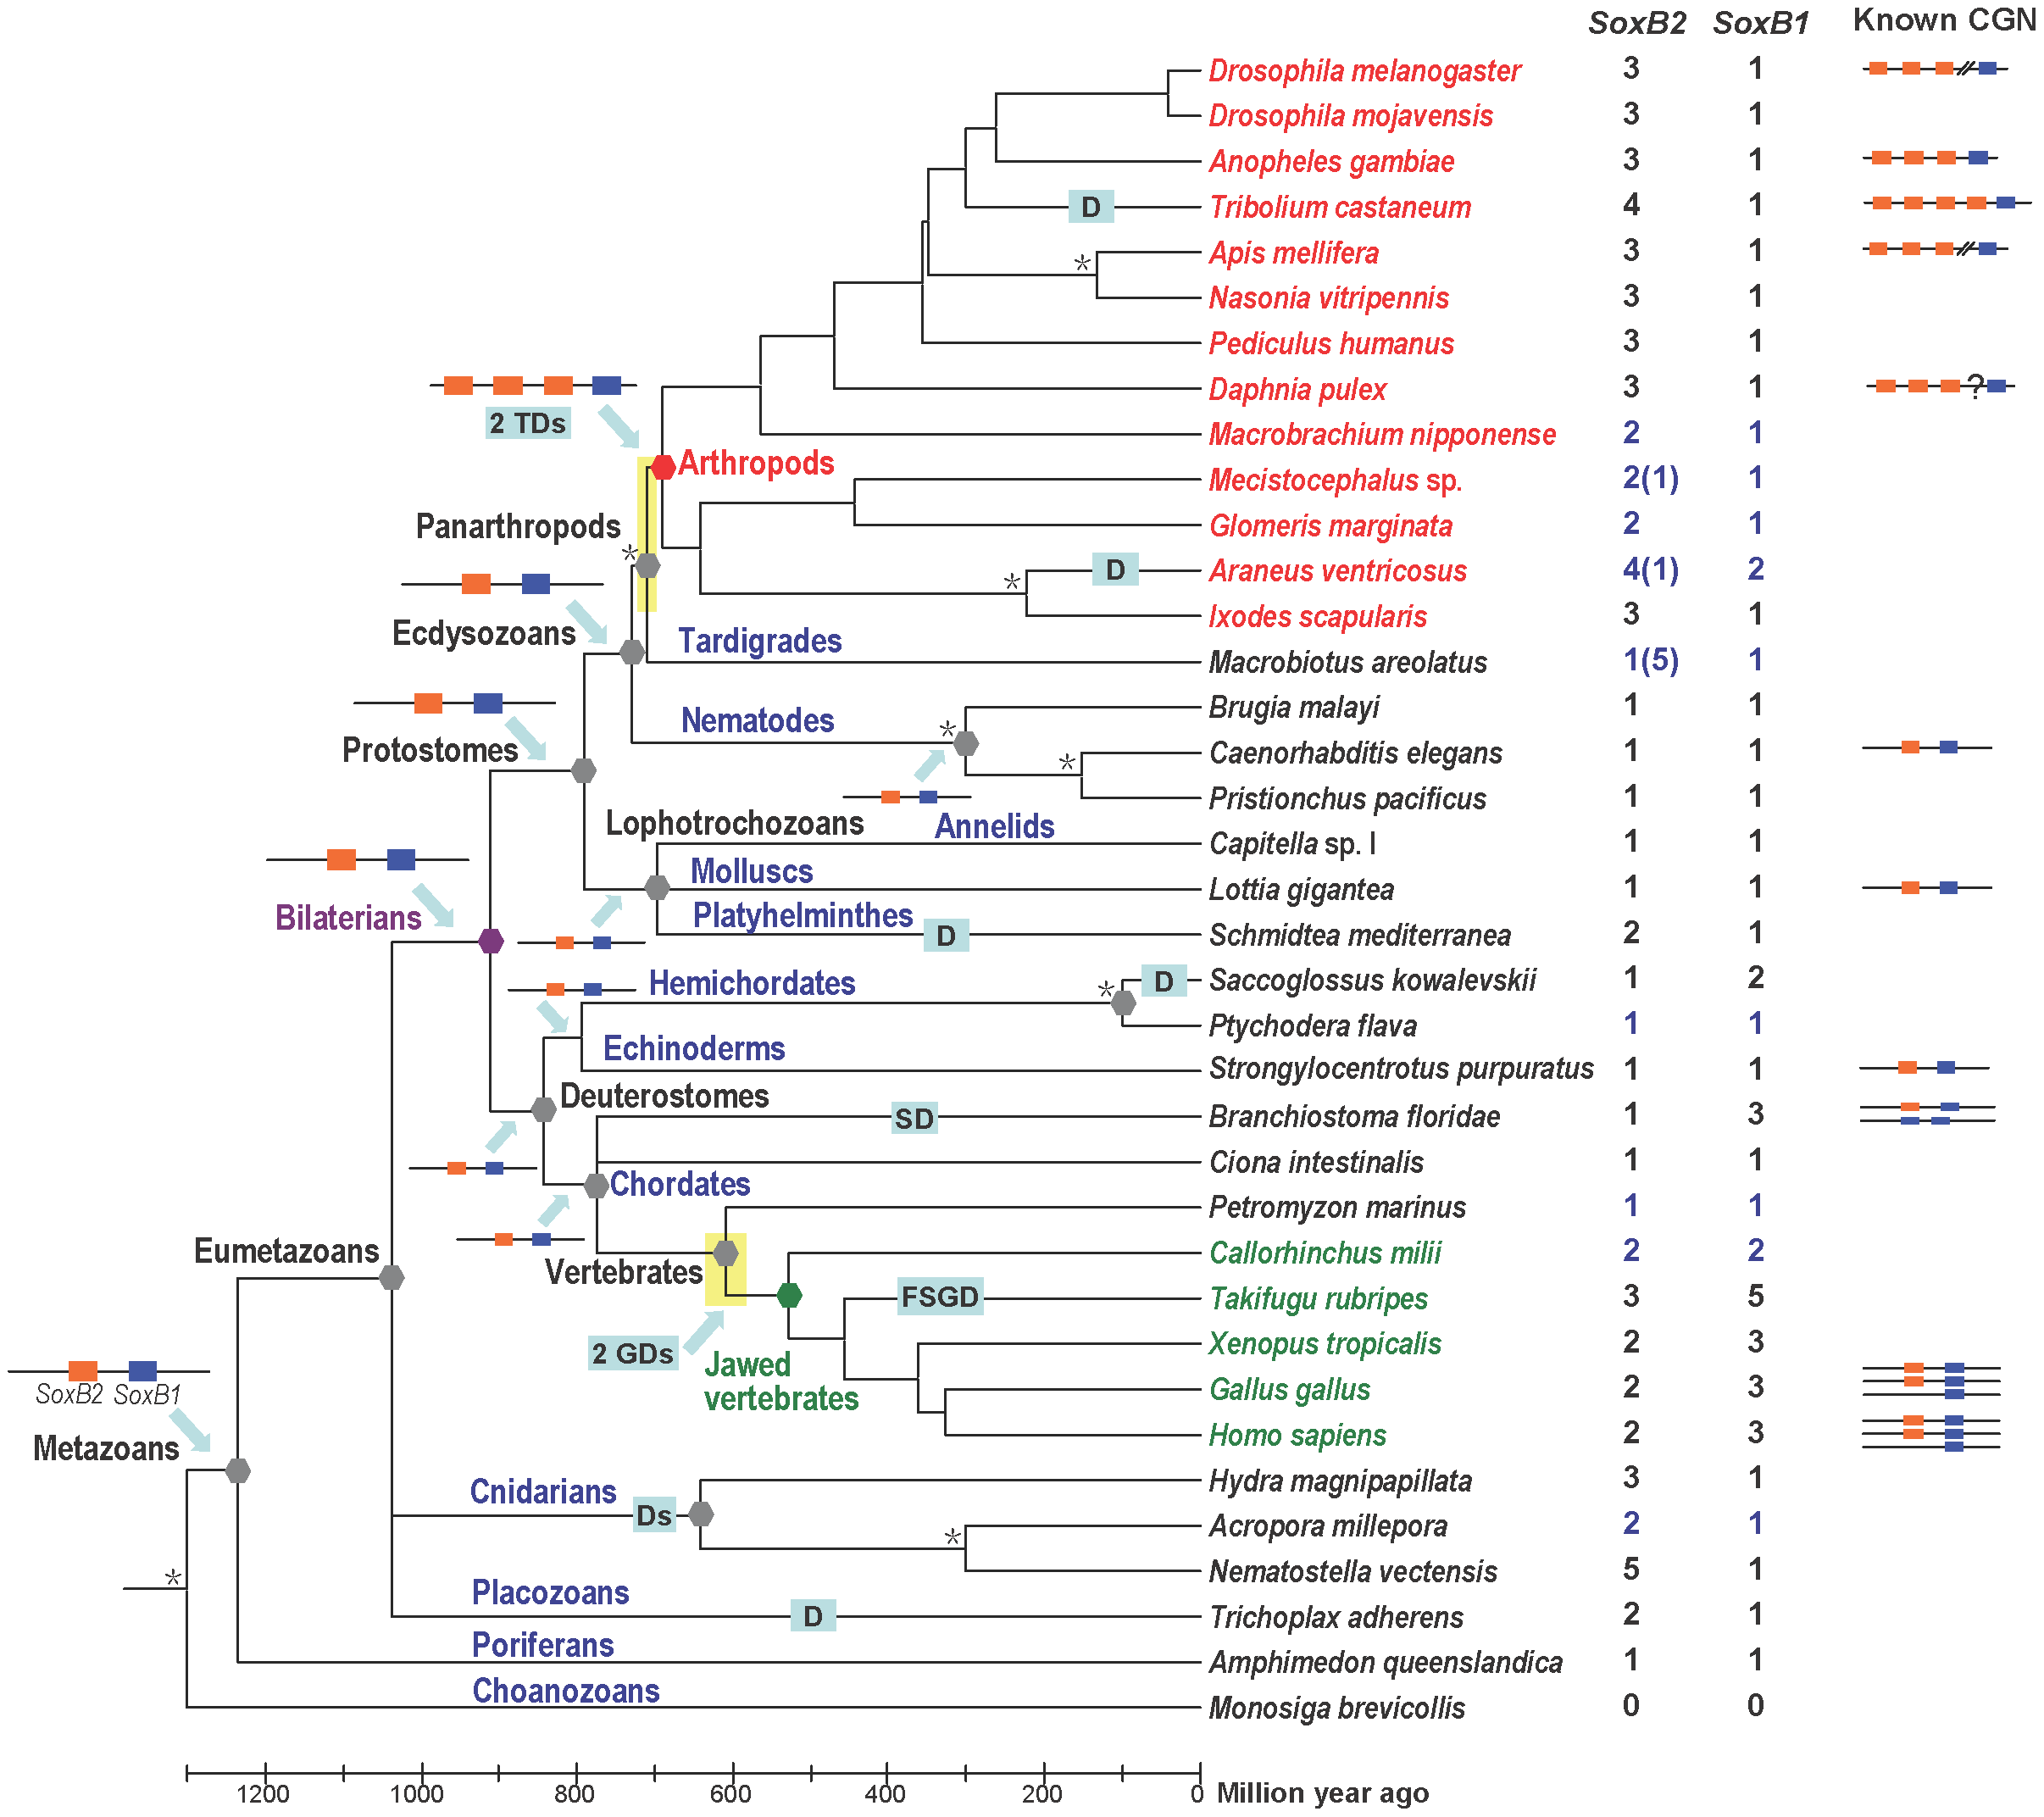 SoxB2 SoxB1 Known CGN
Drosophila melanogaster 3 1
Drosophila mojavensis 3 1
Anopheles gambiae 3 1
D Tribolium castaneum 4 1
* Apis mellifera 3 1
Nasonia vitripennis 3 1
Pediculus humanus 3 1
Daphnia pulex 3 1 ?
2 TDs
Macrobrachium nipponense 2 1
Arthropods
Mecistocephalus sp. 2(1) 1
Panarthropods
Glomeris marginata 2 1
*
* D Araneus ventricosus 4(1) 2
Ixodes scapularis 3 1
Ecdysozoans
Tardigrades
Macrobiotus areolatus 1(5) 1
Nematodes
* Brugia malayi 1 1
Protostomes
* Caenorhabditis elegans 1 1
Pristionchus pacificus 1 1
Lophotrochozoans
Annelids
Capitella sp. I 1 1
Molluscs
Lottia gigantea 1 1
Bilaterians
Platyhelminthes
D Schmidtea mediterranea 2 1
Hemichordates
* D Saccoglossus kowalevskii 1 2
Ptychodera flava 1 1
Echinoderms
Strongylocentrotus purpuratus 1 1
Deuterostomes
SD Branchiostoma floridae 1 3
Ciona intestinalis 1 1
Chordates
Petromyzon marinus 1 1
Eumetazoans
Vertebrates
Callorhinchus milii 2 2
FSGD Takifugu rubripes 3 5
2 GDs
Xenopus tropicalis 2 3
Jawed
vertebrates
Gallus gallus 2 3
SoxB2 SoxB1
Homo sapiens 2 3
Metazoans
Hydra magnipapillata 3 1
Cnidarians
Ds
* Acropora millepora 2 1
Nematostella vectensis 5 1
*
Placozoans
D Trichoplax adherens 2 1
Poriferans
Amphimedon queenslandica 1 1
Choanozoans
Monosiga brevicollis 0 0
1200 1000 800 600 400 200 0 Million year ago